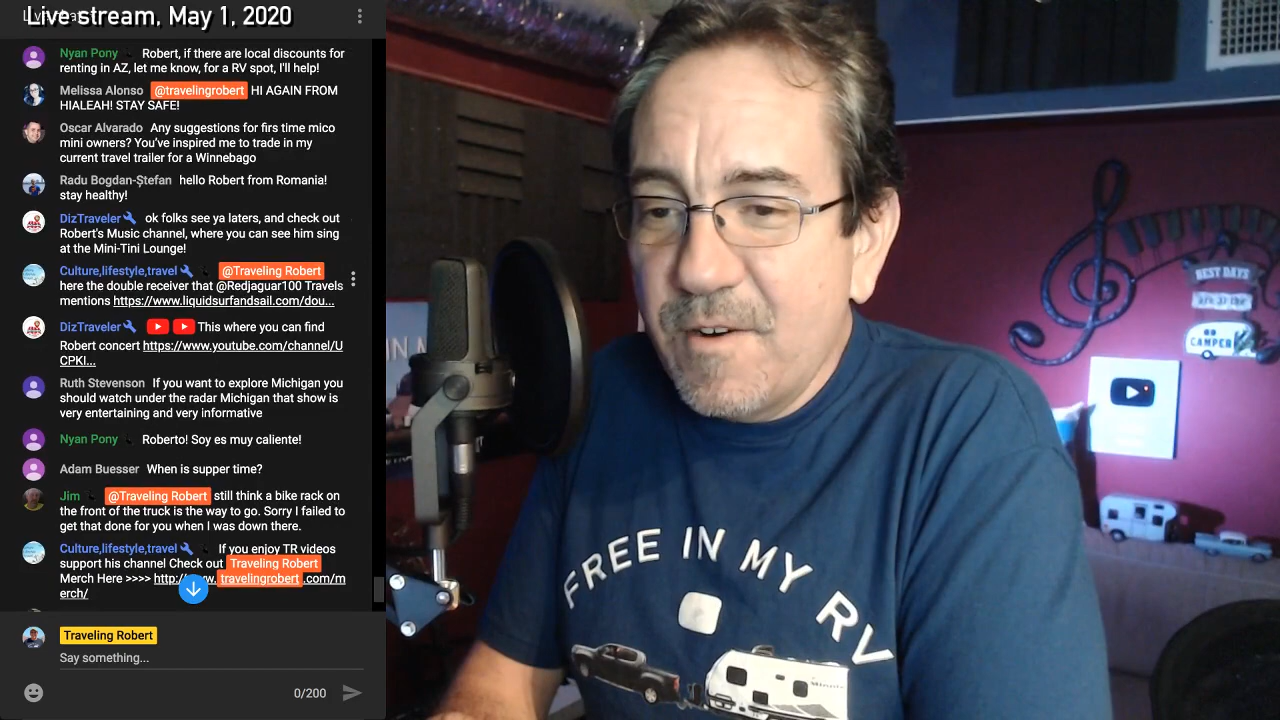 Live stream, May 1, 2020
Nyan Pony Robert, if there are local discounts for
renting in AZ, let me know, for a RV spot, I'll help!
Melissa Alonso @travelingrobert HI AGAIN FROM
HIALEAH! STAY SAFE!
Oscar Alvarado Any suggestions for firs time mico
mini owners? You've inspired me to trade in my
current travel trailer for a Winnebago
Radu Bogdan-Ștefan hello Robert from Romania!
stay healthy!
DizTraveler ok folks see ya laters, and check out
Robert's Music channel, where you can see him sing
at the Mini-Tini Lounge!
Culture,lifestyle,travel @Traveling Robert
here the double receiver that @Redjaguar100 Travels
mentions https://www.liquidsurfandsail.com/dou...
DizTraveler This where you can find
Robert concert https://www.youtube.com/channel/U
CPKI...
Ruth Stevenson If you want to explore Michigan you
should watch under the radar Michigan that show is
very entertaining and very informative
Nyan Pony Roberto! Soy es muy caliente!
Adam Buesser When is supper time?
Jim @Traveling Robert still think a bike rack on
the front of the truck is the way to go. Sorry I failed to
get that done for you when I was down there.
Culture,lifestyle,travel If you enjoy TR videos
support his channel Check out Traveling Robert
Merch Here >>>> travelingrobert.com/m
erch/
Traveling Robert
Say something...
0/200
FREE IN MY RV
BEST DAYS
CAMPER